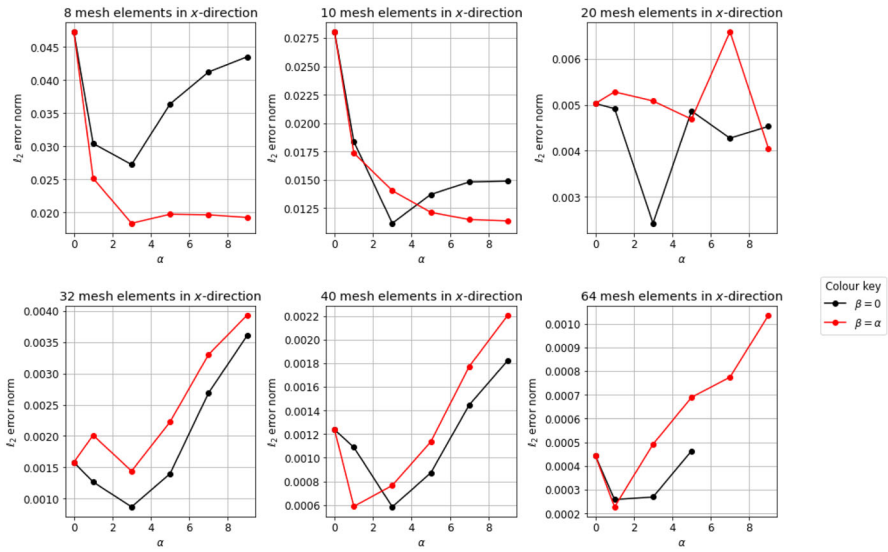 8 mesh elements in x-direction
0.045
0.040
0.035
0.030
0.025
0.020
ℓ2 error norm
0 2 4 6 8
α
10 mesh elements in x-direction
0.0275
0.0250
0.0225
0.0200
0.0175
0.0150
0.0125
ℓ2 error norm
0 2 4 6 8
α
20 mesh elements in x-direction
0.006
0.005
0.004
0.003
ℓ2 error norm
0 2 4 6 8
α
Colour key
β = 0
β = α
32 mesh elements in x-direction
0.0040
0.0035
0.0030
0.0025
0.0020
0.0015
0.0010
ℓ2 error norm
0 2 4 6 8
α
40 mesh elements in x-direction
0.0022
0.0020
0.0018
0.0016
0.0014
0.0012
0.0010
0.0008
0.0006
ℓ2 error norm
0 2 4 6 8
α
64 mesh elements in x-direction
0.0010
0.0009
0.0008
0.0007
0.0006
0.0005
0.0004
0.0003
0.0002
ℓ2 error norm
0 2 4 6 8
α